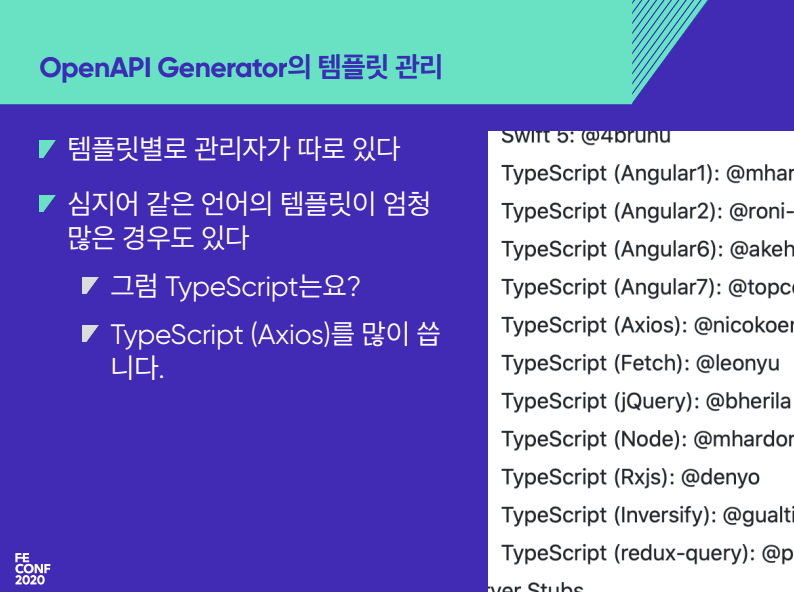 OpenAPI Generator의 템플릿 관리
템플릿별로 관리자가 따로 있다
심지어 같은 언어의 템플릿이 엄청
많은 경우도 있다
그럼 TypeScript는요?
TypeScript (Axios)를 많이 씁
니다.
Swift 5: @4brunu
TypeScript (Angular1): @mhar
TypeScript (Angular2): @roni-
TypeScript (Angular6): @akeh
TypeScript (Angular7): @topc
TypeScript (Axios): @nicokoen
TypeScript (Fetch): @leonyu
TypeScript (jQuery): @bherila
TypeScript (Node): @mhardor
TypeScript (Rxjs): @denyo
TypeScript (Inversify): @gualti
TypeScript (redux-query): @p
ver Stubs
FE
CONF
2020